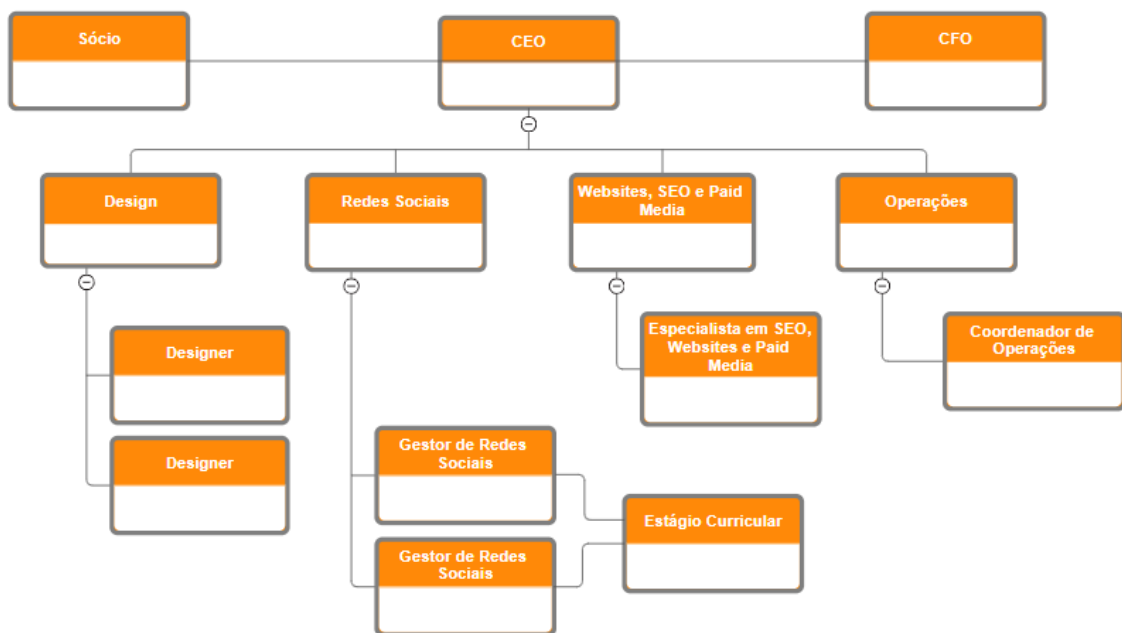 Sócio
CEO
CFO
Design
Redes Sociais
Websites, SEO e Paid
Media
Operações
Designer
Especialista em SEO,
Websites e Paid
Media
Coordenador de
Operações
Designer
Gestor de Redes
Sociais
Estágio Curricular
Gestor de Redes
Sociais